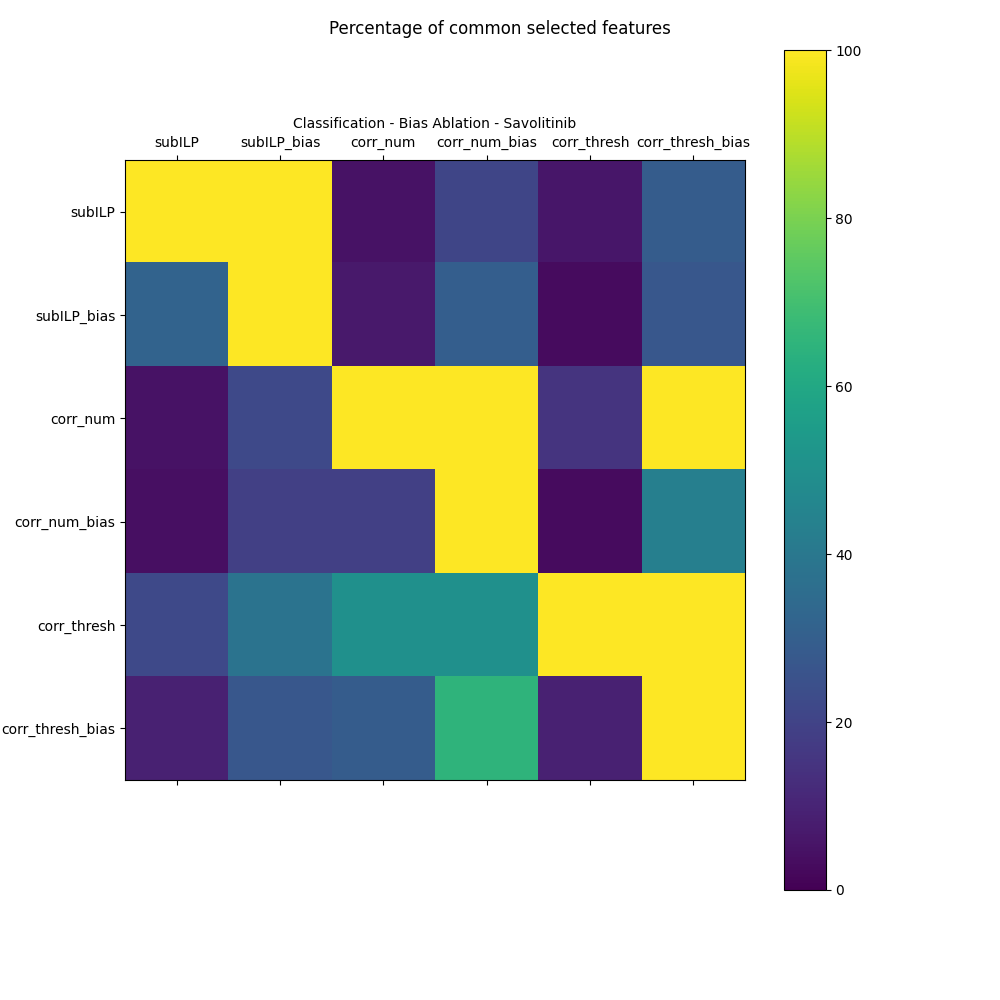 Percentage of common selected features
Classification - Bias Ablation - Savolitinib
subILP subILP_bias corr_num corr_num_bias corr_thresh corr_thresh_bias
subILP
subILP_bias
corr_num
corr_num_bias
corr_thresh
corr_thresh_bias
100
80
60
40
20
0